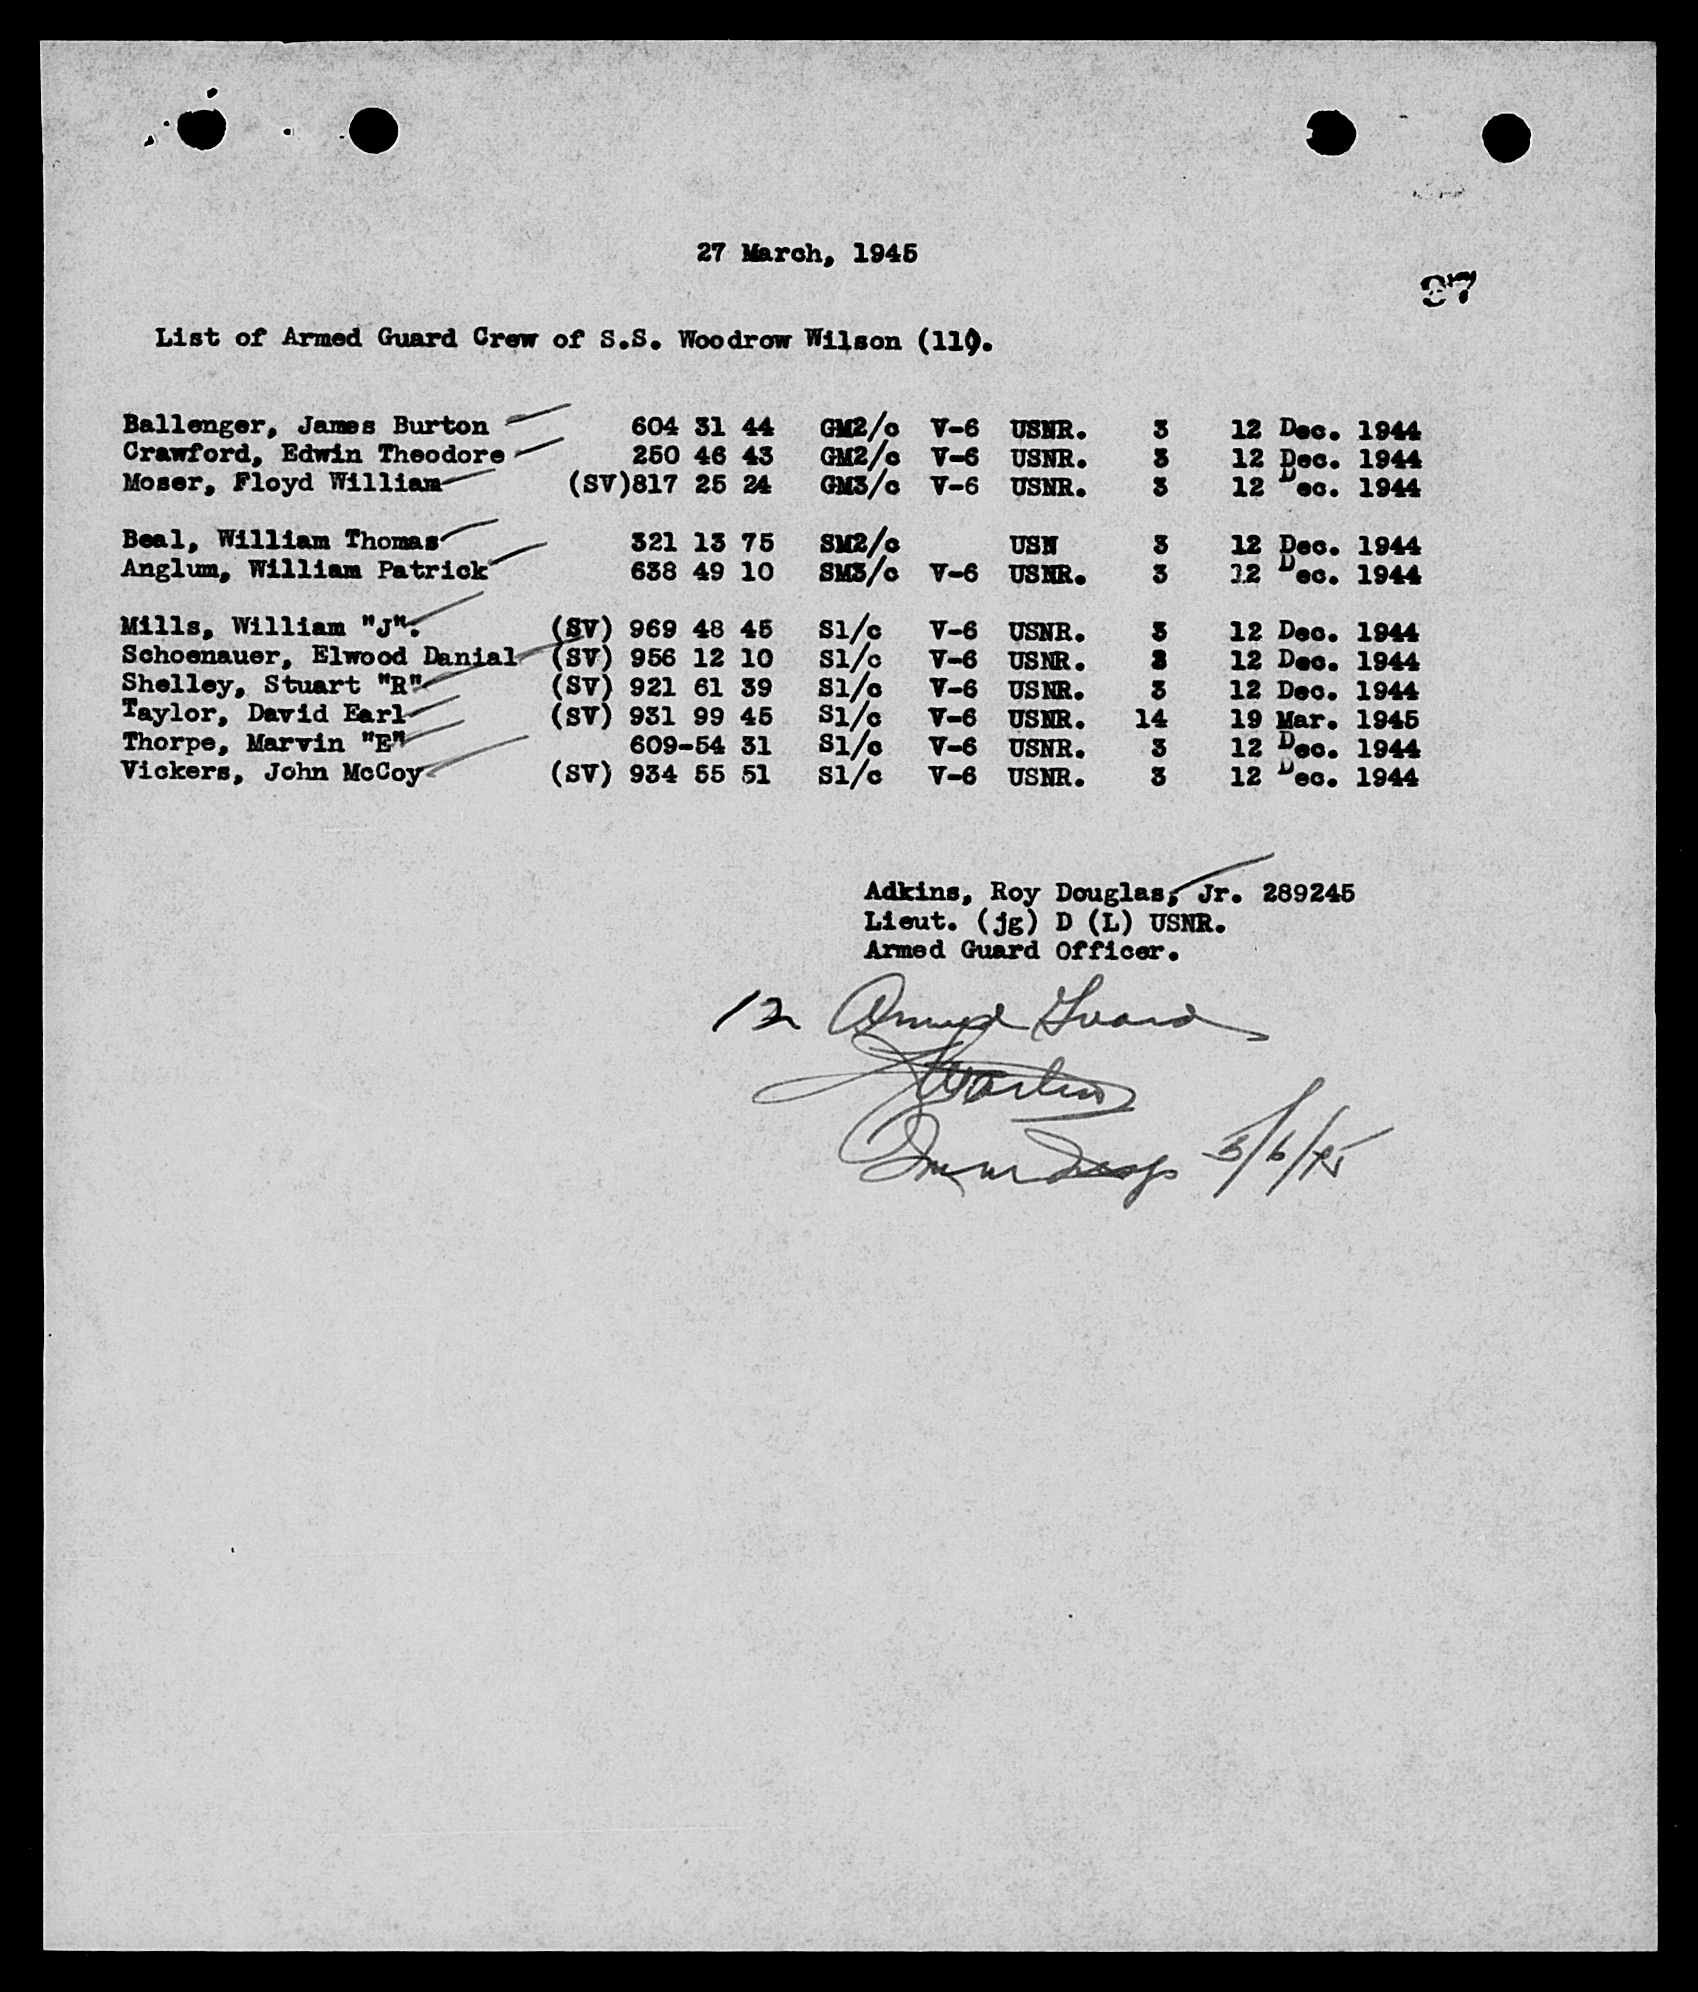 27 March, 1945
97
List of Armed Guard Crew of S.S. Woodrow Wilson (11).
Ballenger, James Burton 604 31 44 GM2/c V-6 USNR. 3 12 Dec. 1944
Crawford, Edwin Theodore 250 46 43 GM2/c V-6 USNR. 3 12 Dec. 1944
Moser, Floyd William (SV)817 25 24 GM3/c V-6 USNR. 3 12 Dec. 1944
Beal, William Thomas 321 13 75 SM2/c USN 3 12 Dec. 1944
Anglum, William Patrick 638 49 10 SM3/c V-6 USNR. 3 12 Dec. 1944
Mills, William "J". (SV) 969 48 45 S1/c V-6 USNR. 3 12 Dec. 1944
Schoenauer, Elwood Danial (SV) 956 12 10 S1/c V-6 USNR. 3 12 Dec. 1944
Shelley, Stuart "R" (SV) 921 61 39 S1/c V-6 USNR. 3 12 Dec. 1944
Taylor, David Earl (SV) 931 99 45 S1/c V-6 USNR. 14 19 Mar. 1945
Thorpe, Marvin "E" 609-54 31 S1/c V-6 USNR. 3 12 Dec. 1944
Vickers, John McCoy (SV) 934 55 51 S1/c V-6 USNR. 3 12 Dec. 1944
Adkins, Roy Douglas, Jr. 289245
Lieut. (jg) D (L) USNR.
Armed Guard Officer.
12 Armed Guard
Imm Insp 5/6/45